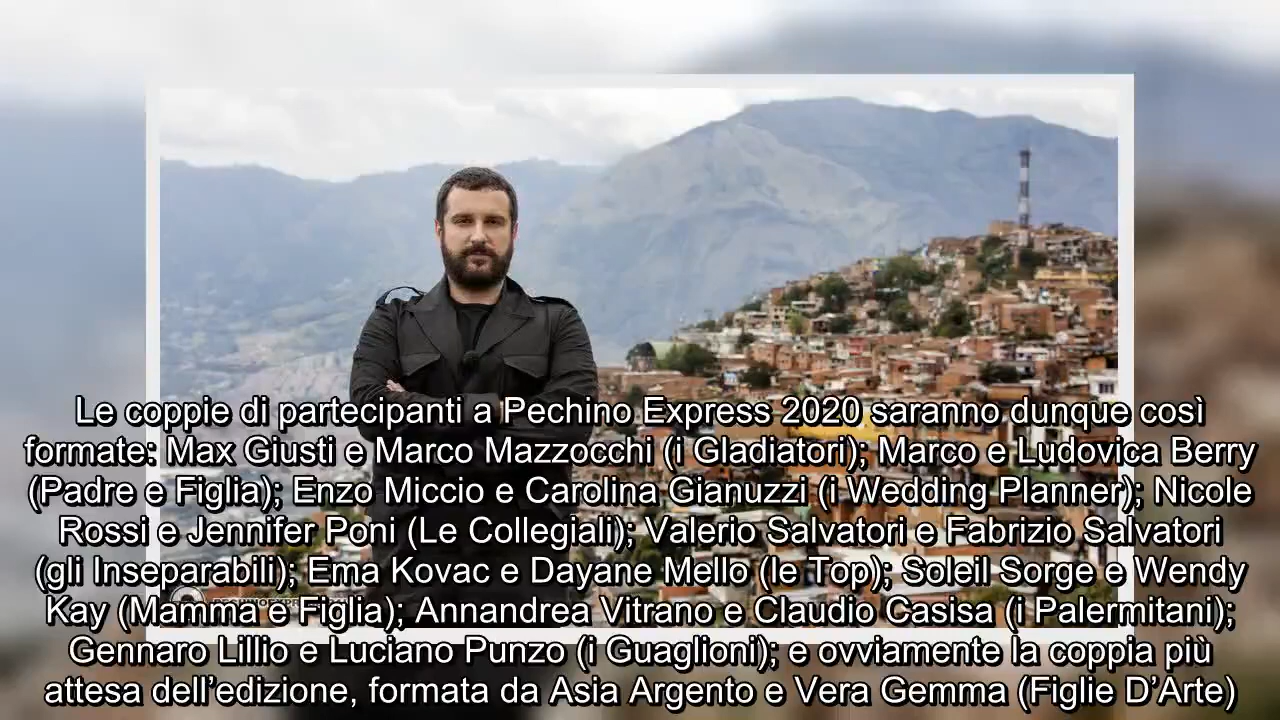 Le coppie di partecipanti a Pechino Express 2020 saranno dunque così
formate: Max Giusti e Marco Mazzocchi (i Gladiatori); Marco e Ludovica Berry
(Padre e Figlia); Enzo Miccio e Carolina Gianuzzi (i Wedding Planner); Nicole
Rossi e Jennifer Poni (Le Collegiali); Valerio Salvatori e Fabrizio Salvatori
(gli Inseparabili); Ema Kovac e Dayane Mello (le Top); Soleil Sorge e Wendy
Kay (Mamma e Figlia); Annandrea Vitrano e Claudio Casisa (i Palermitani);
Gennaro Lillio e Luciano Punzo (i Guaglioni); e ovviamente la coppia più
attesa dell’edizione, formata da Asia Argento e Vera Gemma (Figlie D’Arte)